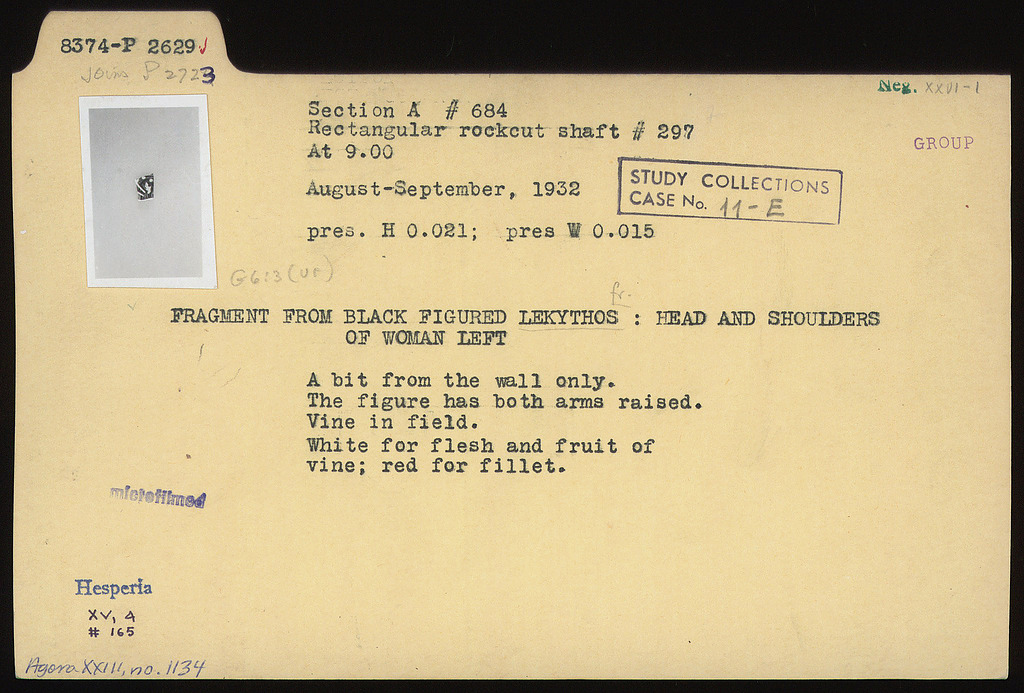 8374-P 2629 ✓
Joins P 2723
Neg. XXVI-1
Section A # 684
Rectangular rockcut shaft # 297
At 9.00
GROUP
August-September, 1932
STUDY COLLECTIONS
CASE No. 11-E
pres. H 0.021; pres W 0.015
G6:3 (UF)
fr.
FRAGMENT FROM BLACK FIGURED LEKYTHOS : HEAD AND SHOULDERS
OF WOMAN LEFT
A bit from the wall only.
The figure has both arms raised.
Vine in field.
White for flesh and fruit of
vine; red for fillet.
microfilmed
Hesperia
XV, 4
# 165
Agora XXIII, no. 1134